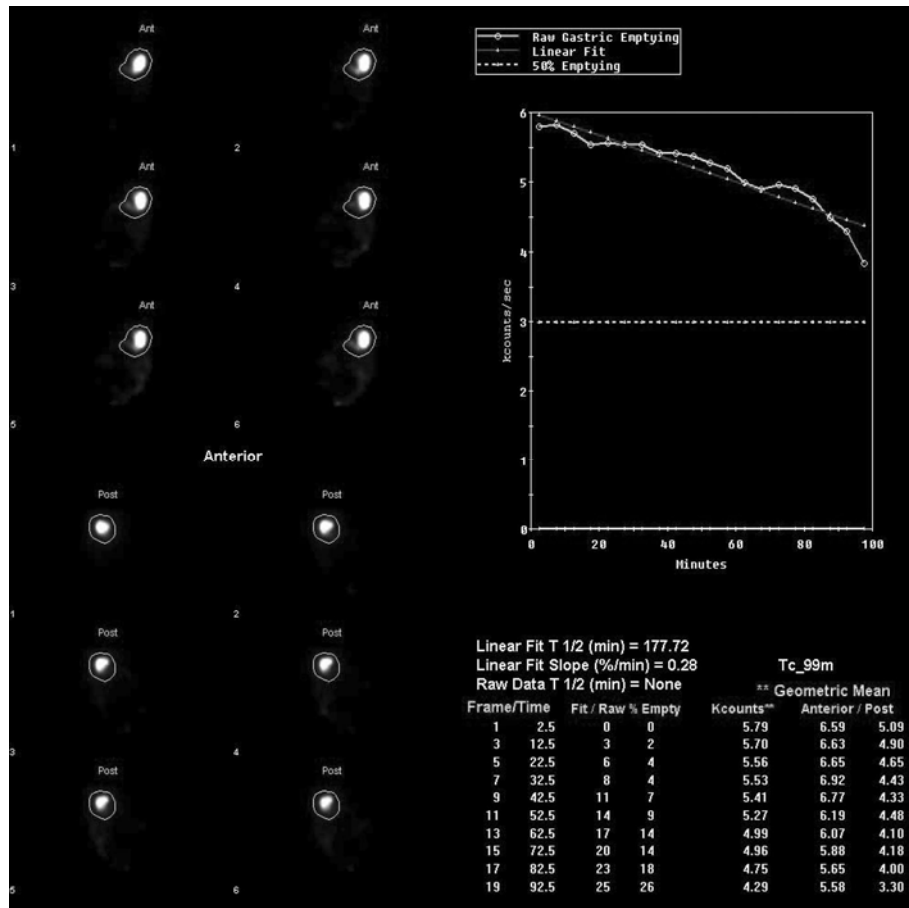 Ant
Ant
1
2
Ant
Ant
3
4
Ant
Ant
5
6
Anterior
Post
Post
1
2
Post
Post
3
4
Post
Post
5
6
Raw Gastric Emptying
Linear Fit
50% Emptying
6
5
4
3
2
1
0
kcounts/sec
0 20 40 60 80 100
Minutes
Linear Fit T 1/2 (min) = 177.72
Linear Fit Slope (%/min) = 0.28 Tc_99m
Raw Data T 1/2 (min) = None ** Geometric Mean
Frame/Time Fit / Raw % Empty Kcounts** Anterior / Post
1 2.5 0 0 5.79 6.59 5.09
3 12.5 3 2 5.70 6.63 4.90
5 22.5 6 4 5.56 6.65 4.65
7 32.5 8 4 5.53 6.92 4.43
9 42.5 11 7 5.41 6.77 4.33
11 52.5 14 9 5.27 6.19 4.48
13 62.5 17 14 4.99 6.07 4.10
15 72.5 20 14 4.96 5.88 4.18
17 82.5 23 18 4.75 5.65 4.00
19 92.5 25 26 4.29 5.58 3.30